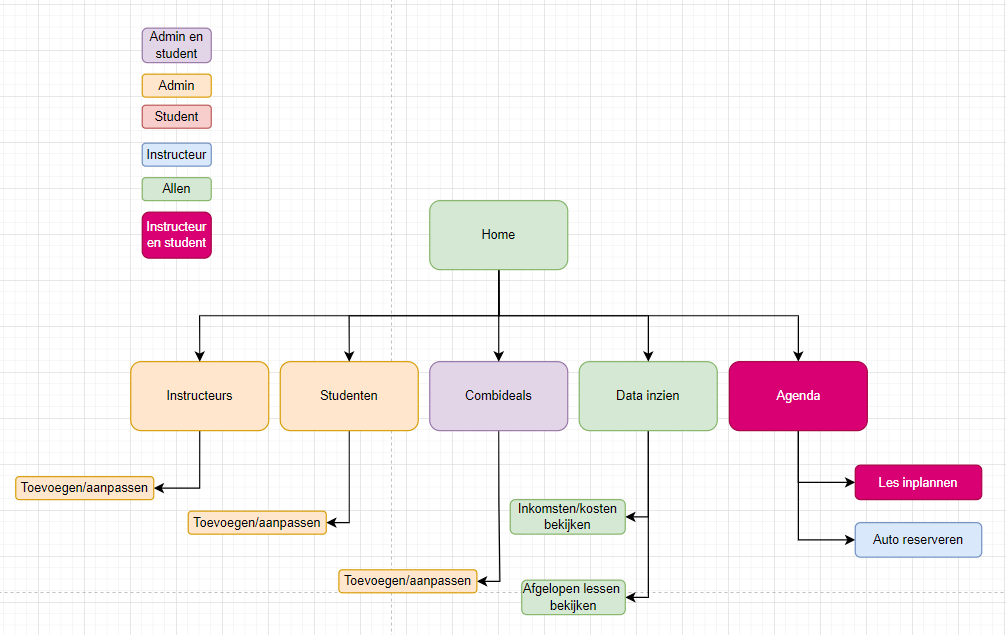 Admin en
student
Admin
Student
Instructeur
Allen
Instructeur
en student
Home
Instructeurs
Studenten
Combideals
Data inzien
Agenda
Toevoegen/aanpassen
Toevoegen/aanpassen
Toevoegen/aanpassen
Inkomsten/kosten
bekijken
Afgelopen lessen
bekijken
Les inplannen
Auto reserveren